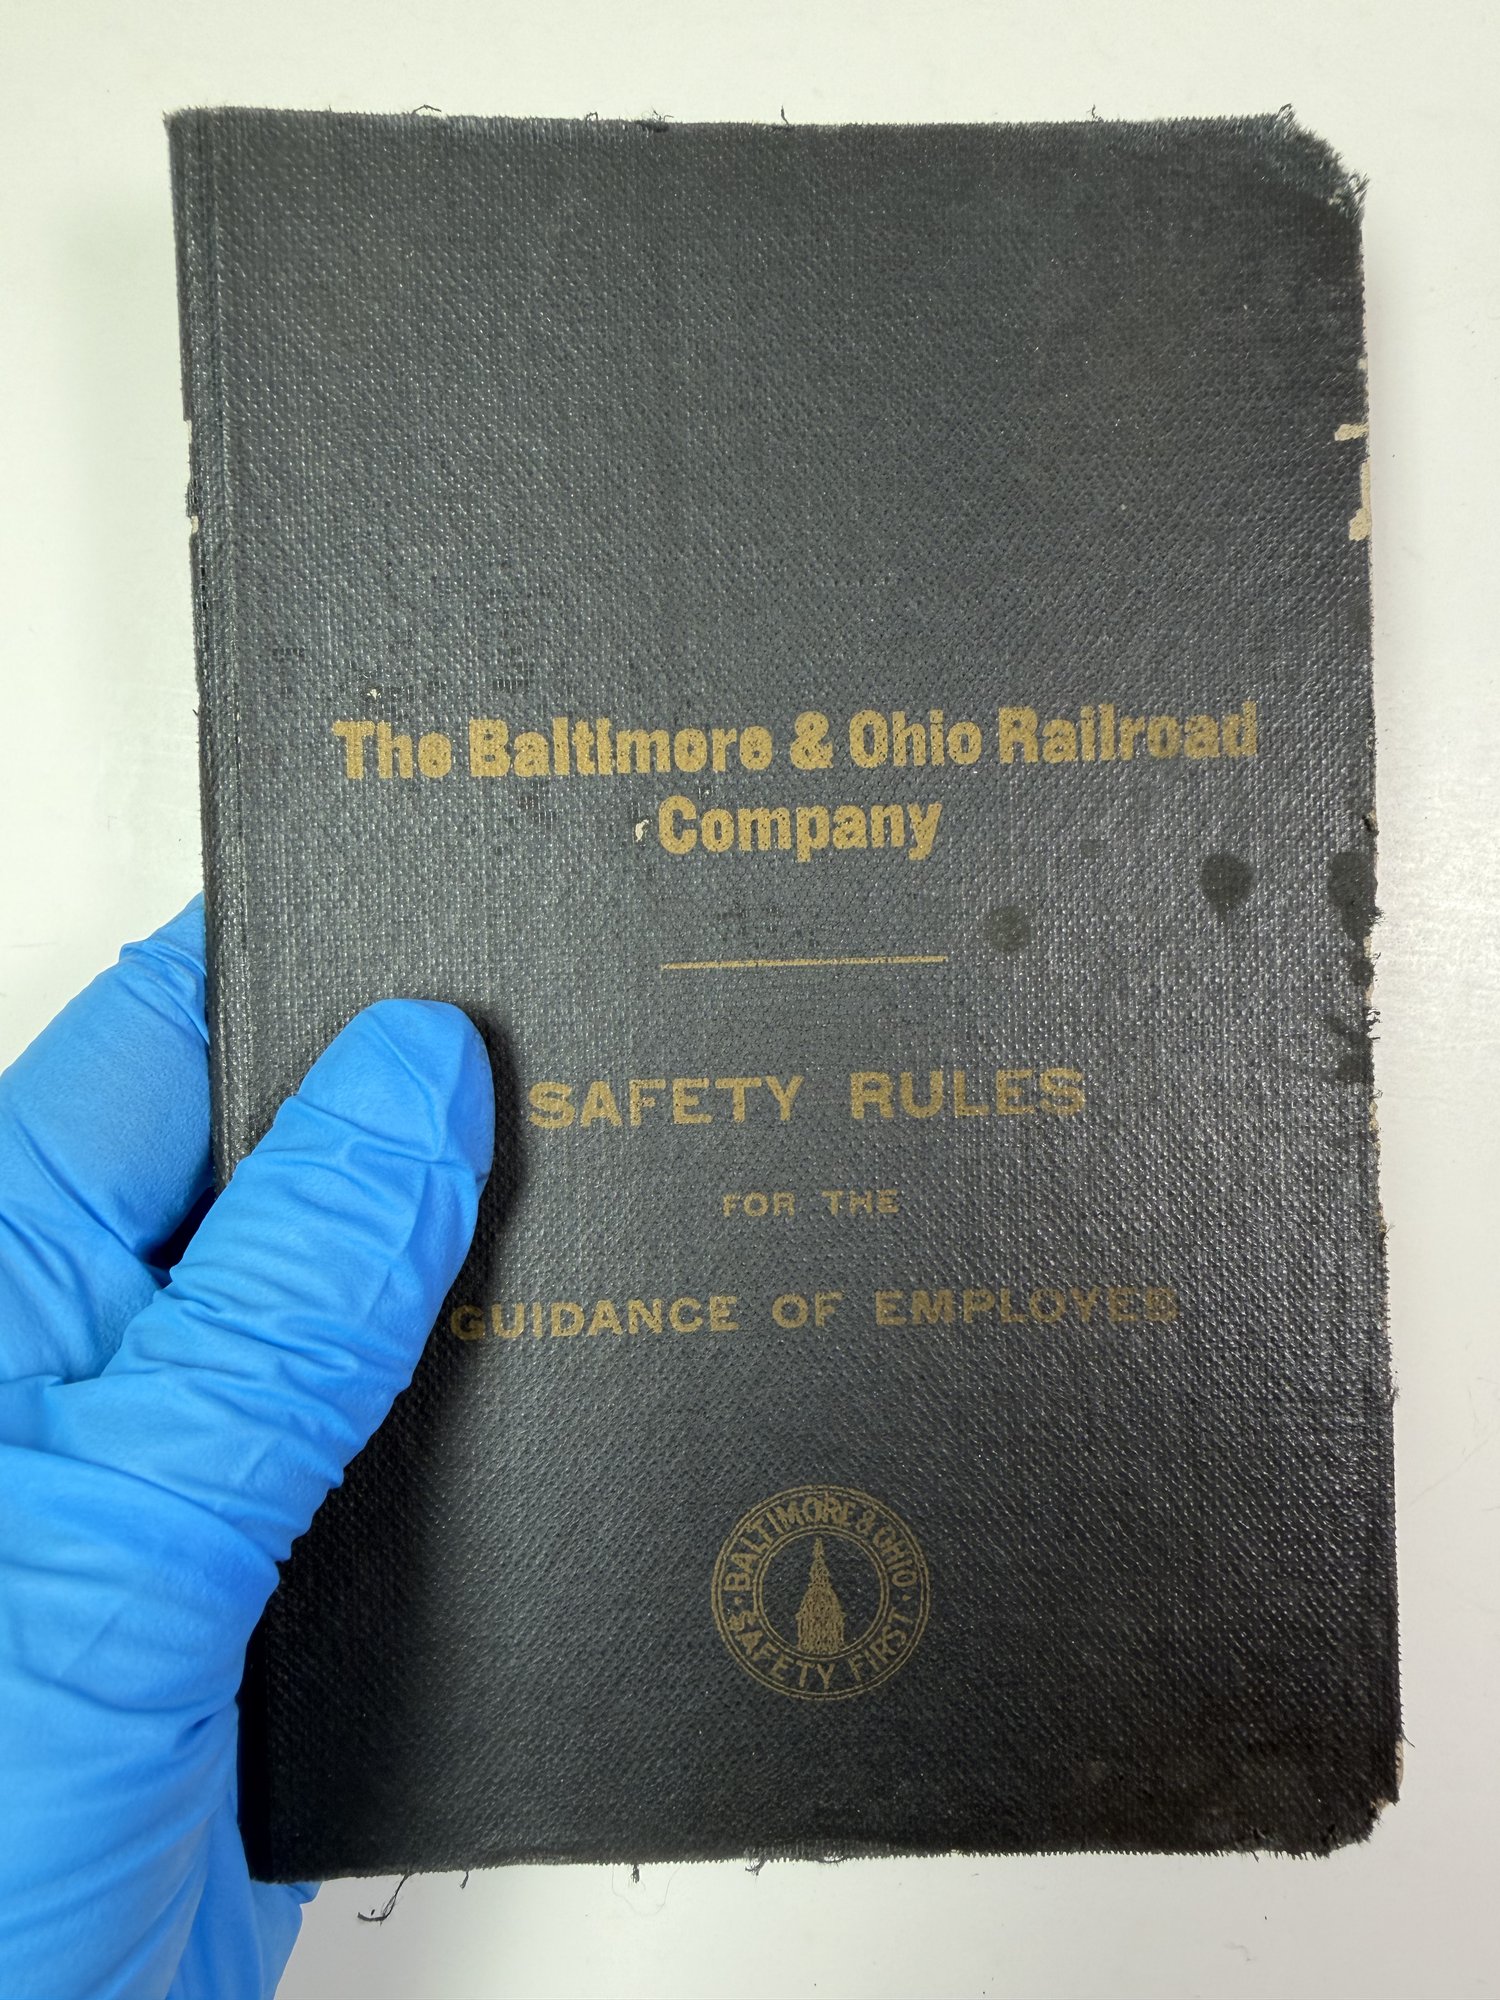 The Baltimore & Ohio Railroad
Company
SAFETY RULES
FOR THE
GUIDANCE OF EMPLOYES
BALTIMORE & OHIO
SAFETY FIRST